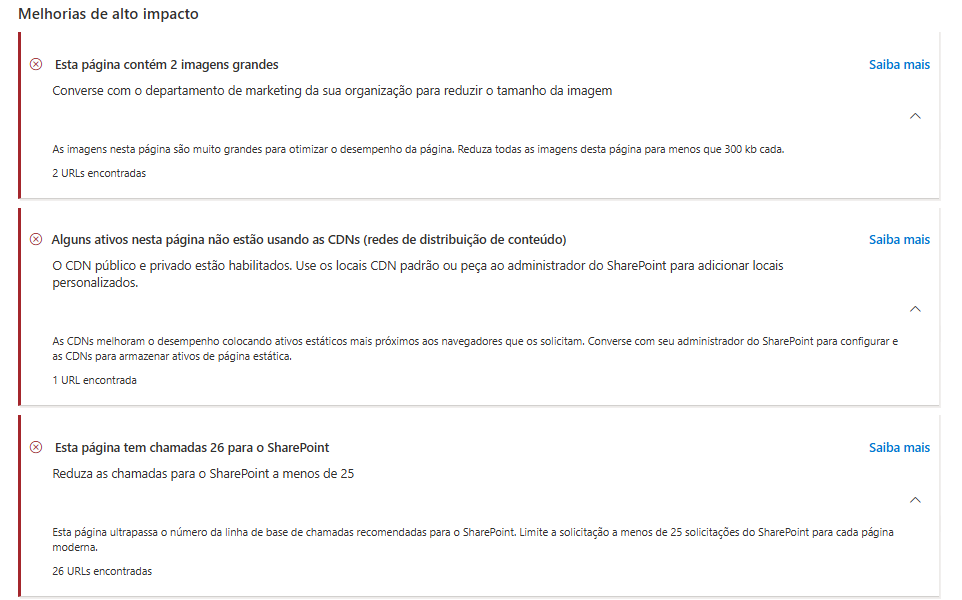 Melhorias de alto impacto
Esta página contém 2 imagens grandes
Saiba mais
Converse com o departamento de marketing da sua organização para reduzir o tamanho da imagem
As imagens nesta página são muito grandes para otimizar o desempenho da página. Reduza todas as imagens desta página para menos que 300 kb cada.
2 URLs encontradas
Alguns ativos nesta página não estão usando as CDNs (redes de distribuição de conteúdo)
Saiba mais
O CDN público e privado estão habilitados. Use os locais CDN padrão ou peça ao administrador do SharePoint para adicionar locais
personalizados.
As CDNs melhoram o desempenho colocando ativos estáticos mais próximos aos navegadores que os solicitam. Converse com seu administrador do SharePoint para configurar e
as CDNs para armazenar ativos de página estática.
1 URL encontrada
Esta página tem chamadas 26 para o SharePoint
Saiba mais
Reduza as chamadas para o SharePoint a menos de 25
Esta página ultrapassa o número da linha de base de chamadas recomendadas para o SharePoint. Limite a solicitação a menos de 25 solicitações do SharePoint para cada página
moderna.
26 URLs encontradas